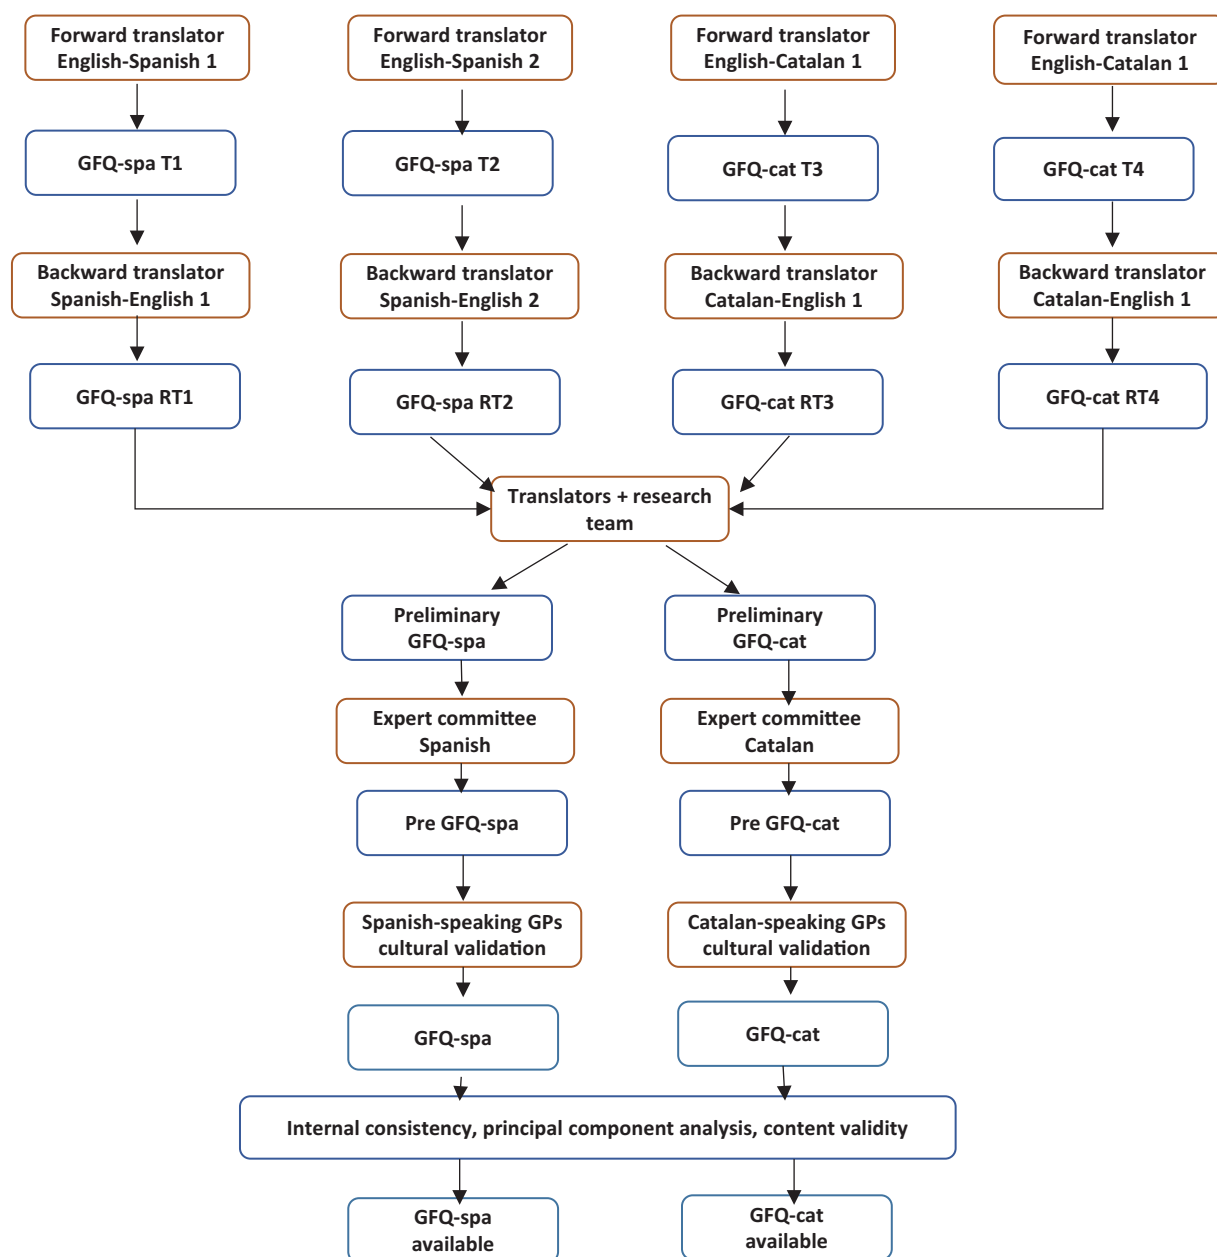 Forward translator
English-Spanish 1
Forward translator
English-Spanish 2
Forward translator
English-Catalan 1
Forward translator
English-Catalan 1
GFQ-spa T1
GFQ-spa T2
GFQ-cat T3
GFQ-cat T4
Backward translator
Spanish-English 1
Backward translator
Spanish-English 2
Backward translator
Catalan-English 1
Backward translator
Catalan-English 1
GFQ-spa RT1
GFQ-spa RT2
GFQ-cat RT3
GFQ-cat RT4
Translators + research
team
Preliminary
GFQ-spa
Preliminary
GFQ-cat
Expert committee
Spanish
Expert committee
Catalan
Pre GFQ-spa
Pre GFQ-cat
Spanish-speaking GPs
cultural validation
Catalan-speaking GPs
cultural validation
GFQ-spa
GFQ-cat
Internal consistency, principal component analysis, content validity
GFQ-spa
available
GFQ-cat
available